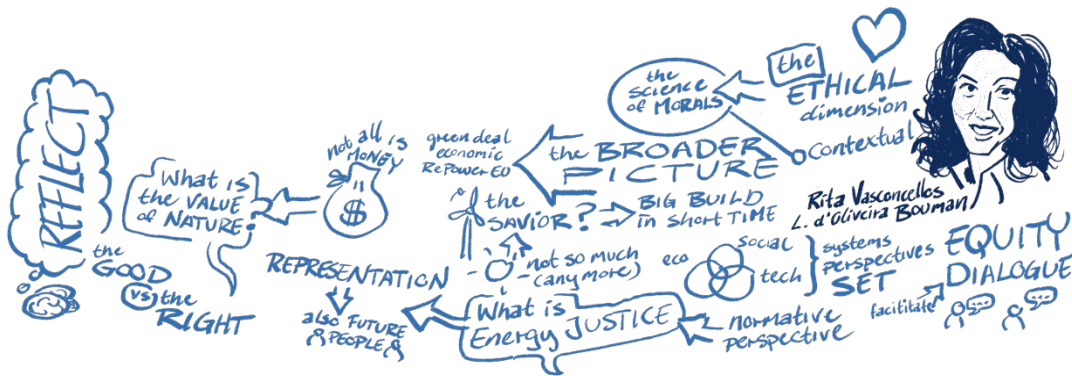 REFLECT
What is
the VALUE
of NATURE?
the
GOOD
vs) the
RIGHT
not all is
MONEY
$
REPRESENTATION
also FUTURE
PEOPLE
green deal
economic
RePowerEU
the
SAVIOR?
not so much
(any more)
What is
Energy JUSTICE
BIG BUILD
in short TIME
the BROADER
PICTURE
the
science
of MORALS
the
ETHICAL
dimension
contextual
Rita Vasconcellos
L. d'Oliveira Bouman
social
eco
tech
systems
perspectives
SET
normative
perspective
facilitate
EQUITY
DIALOGUE